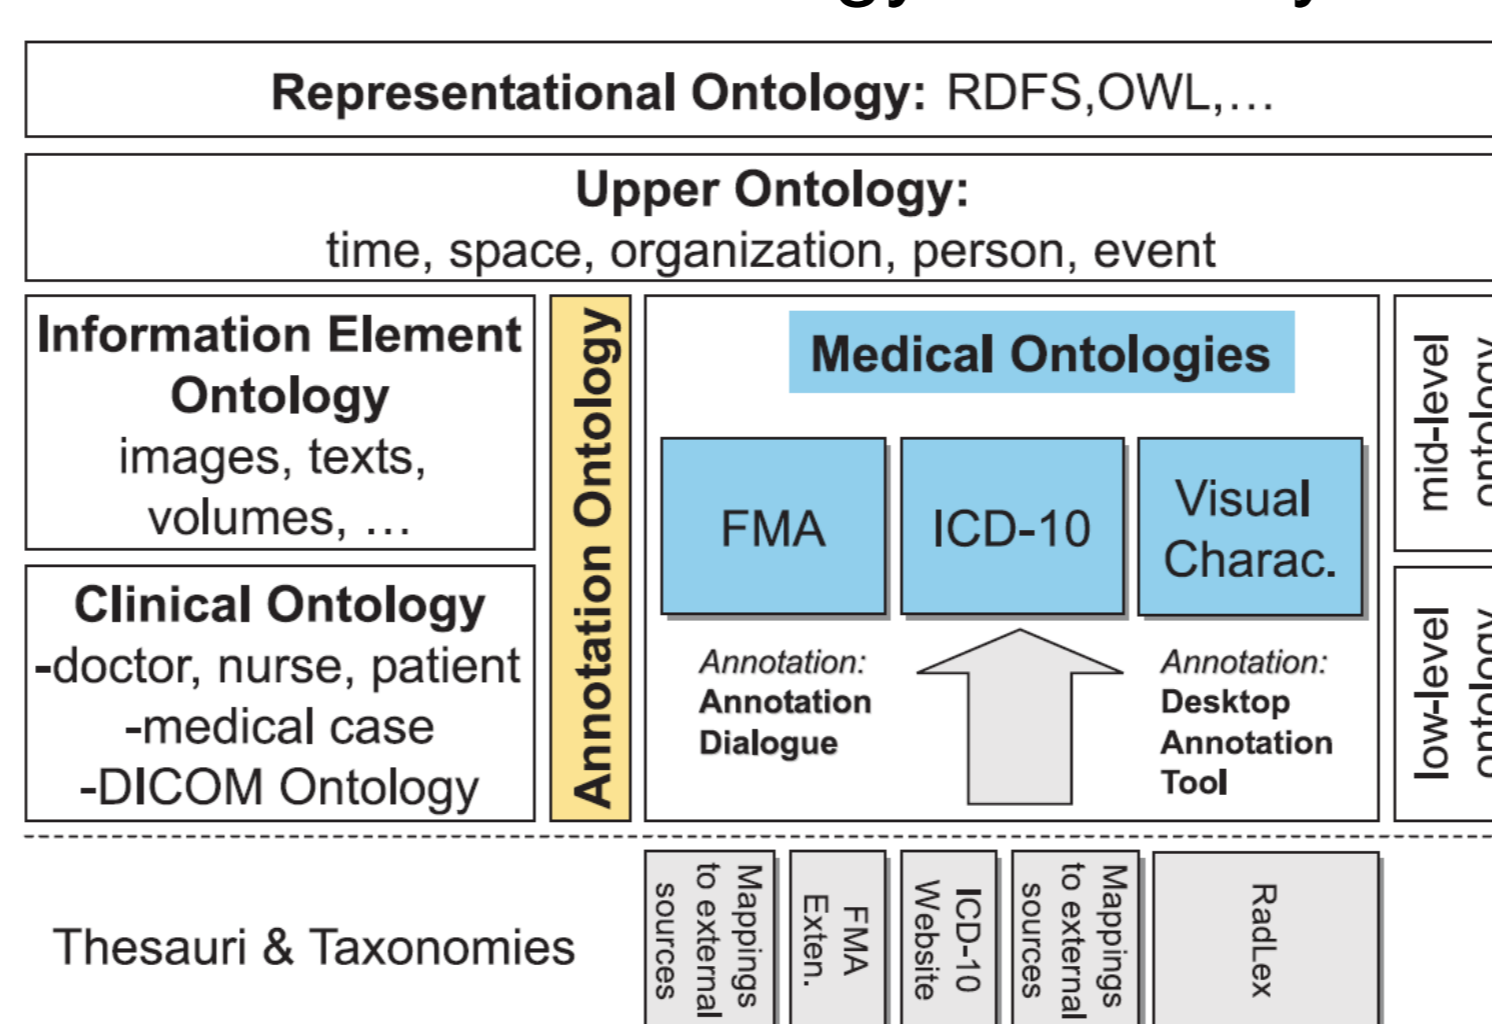 Representational Ontology: RDFS,OWL,…
Upper Ontology:
time, space, organization, person, event
Information Element
Ontology
images, texts,
volumes, …
Clinical Ontology
-doctor, nurse, patient
-medical case
-DICOM Ontology
Annotation Ontology
Medical Ontologies
FMA
ICD-10
Visual
Charac.
Annotation:
Annotation
Dialogue
Annotation:
Desktop
Annotation
Tool
mid-level
ontology
low-level
ontology
Thesauri & Taxonomies
Mappings
to external
sources
FMA
Exten.
ICD-10
Website
Mappings
to external
sources
RadLex